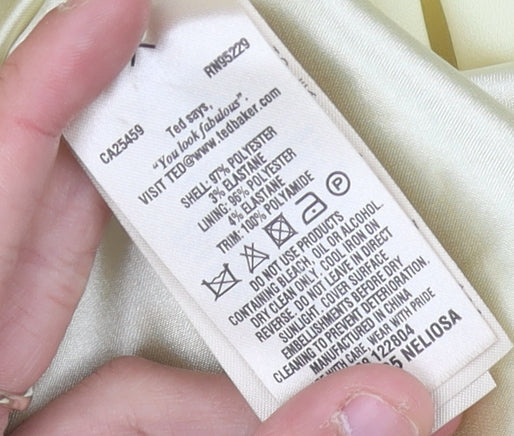 CA25459
RN95229
Ted says,
"You look fabulous".
VISIT TED@www.tedbaker.com
SHELL: 97% POLYESTER
3% ELASTANE
LINING: 96% POLYESTER
4% ELASTANE
TRIM: 100% POLYAMIDE
P
DO NOT USE PRODUCTS
CONTAINING BLEACH, OIL OR ALCOHOL.
DRY CLEAN ONLY. COOL IRON ON
REVERSE. DO NOT LEAVE IN DIRECT
SUNLIGHT. COVER SURFACE
EMBELLISHMENTS BEFORE DRY
CLEANING TO PREVENT DETERIORATION.
MANUFACTURED IN CHINA
WITH CARE, WEAR WITH PRIDE
122804
NELIOSA